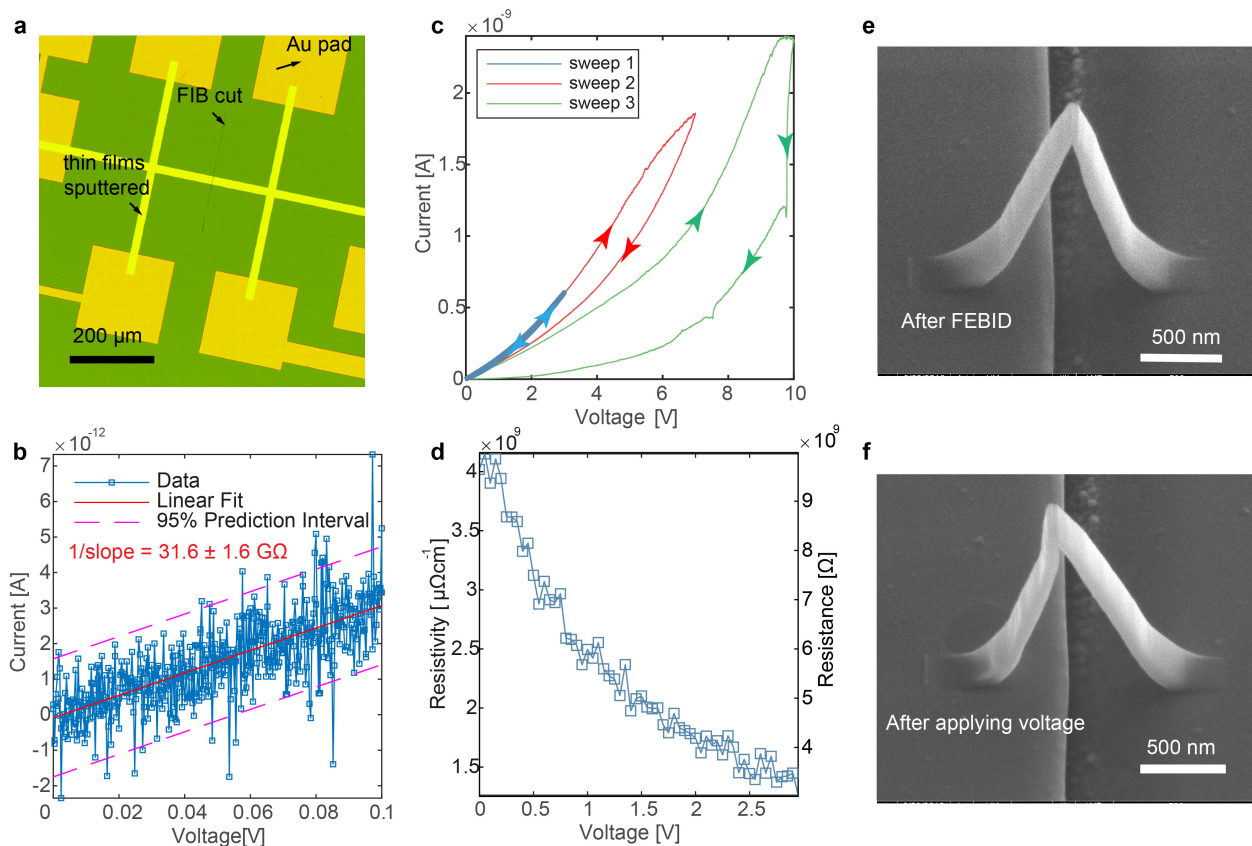 a
Au pad
FIB cut
thin films
sputtered
200 µm
b
×10⁻¹²
Current [A]
7
6
5
4
3
2
1
0
-1
-2
Data
Linear Fit
95% Prediction Interval
1/slope = 31.6 ± 1.6 GΩ
0
0.02
0.04
0.06
0.08
0.1
Voltage[V]
c
×10⁻⁹
Current [A]
2
1.5
1
0.5
0
sweep 1
sweep 2
sweep 3
0
2
4
6
8
10
Voltage [V]
d
×10⁹
×10⁹
Resistivity [ µΩcm⁻¹]
4
3.5
3
2.5
2
1.5
Resistance [Ω]
9
8
7
6
5
4
0
0.5
1
1.5
2
2.5
Voltage [V]
e
After FEBID
500 nm
f
After applying voltage
500 nm